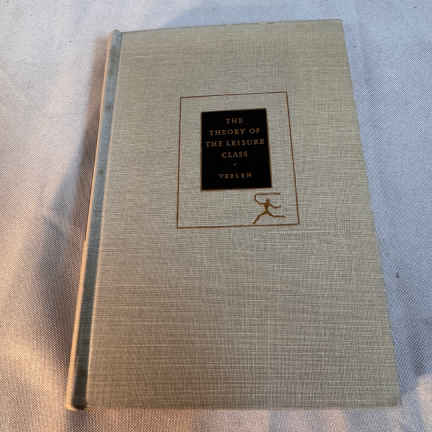 THE
THEORY OF
THE LEISURE
CLASS
•
VEBLEN